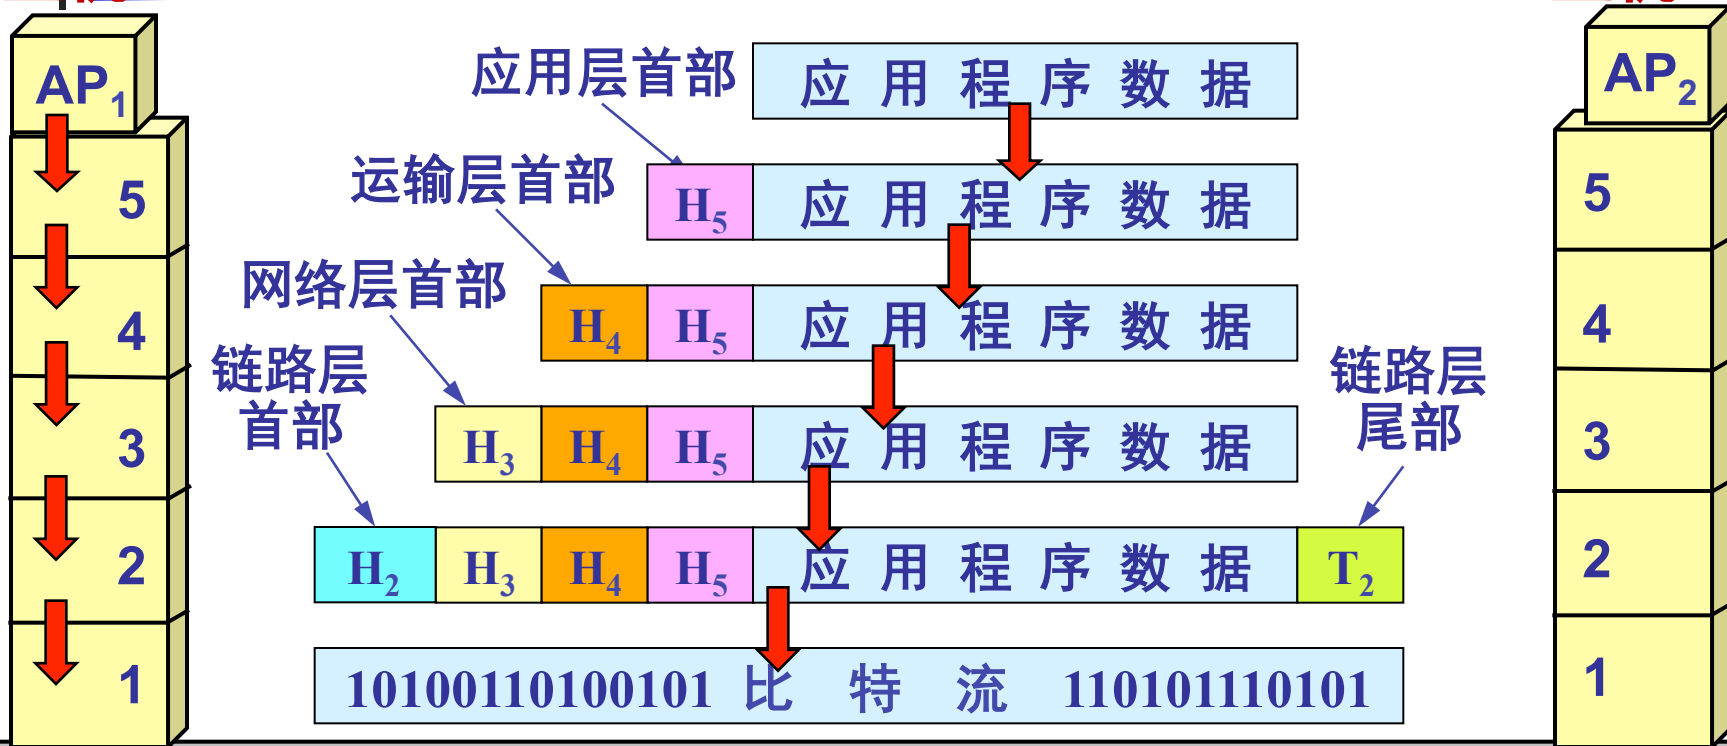 AP1
应用层首部
应用程序数据
AP2
5
运输层首部
H5 应用程序数据
5
4
网络层首部
H4 H5 应用程序数据
4
3
链路层
首部
H3 H4 H5 应用程序数据
链路层
尾部
3
2
H2 H3 H4 H5 应用程序数据 T2
2
1
10100110100101 比特流 110101110101
1